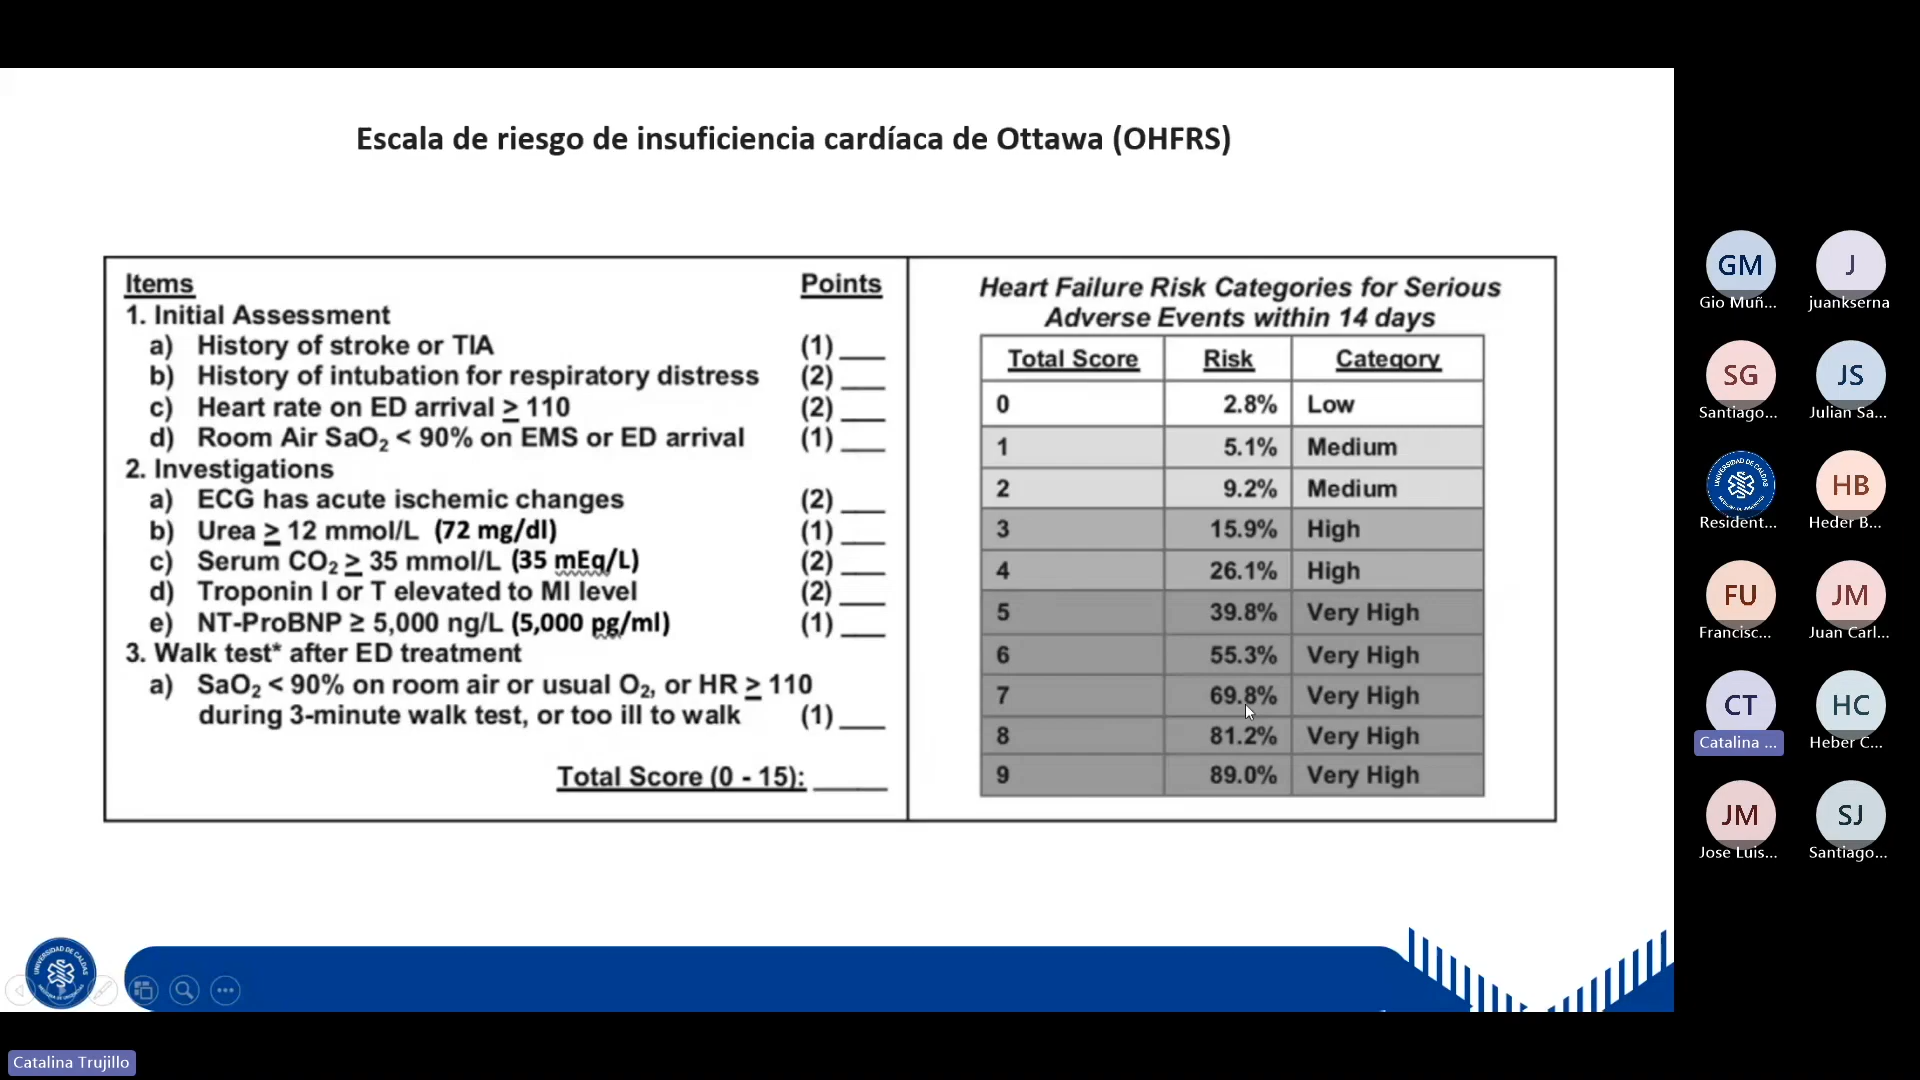 Escala de riesgo de insuficiencia cardíaca de Ottawa (OHFRS)
Items Points
1. Initial Assessment
a) History of stroke or TIA (1) ___
b) History of intubation for respiratory distress (2) ___
c) Heart rate on ED arrival ≥ 110 (2) ___
d) Room Air SaO₂ < 90% on EMS or ED arrival (1) ___
2. Investigations
a) ECG has acute ischemic changes (2) ___
b) Urea ≥ 12 mmol/L (72 mg/dl) (1) ___
c) Serum CO₂ ≥ 35 mmol/L (35 mEq/L) (2) ___
d) Troponin I or T elevated to MI level (2) ___
e) NT-ProBNP ≥ 5,000 ng/L (5,000 pg/ml) (1) ___
3. Walk test* after ED treatment
a) SaO₂ < 90% on room air or usual O₂, or HR ≥ 110
during 3-minute walk test, or too ill to walk (1) ___
Total Score (0 - 15): _____
Heart Failure Risk Categories for Serious
Adverse Events within 14 days
Total Score Risk Category
0 2.8% Low
1 5.1% Medium
2 9.2% Medium
3 15.9% High
4 26.1% High
5 39.8% Very High
6 55.3% Very High
7 69.8% Very High
8 81.2% Very High
9 89.0% Very High
GM J
Gio Muñ... juankserna
SG JS
Santiago... Julian Sa...
UNIVERSIDAD DE CALDAS HB
Resident... Heder B...
FU JM
Francisc... Juan Carl...
CT HC
Catalina ... Heber C...
JM SJ
Jose Luis... Santiago...
UNIVERSIDAD DE CALDAS
Catalina Trujillo